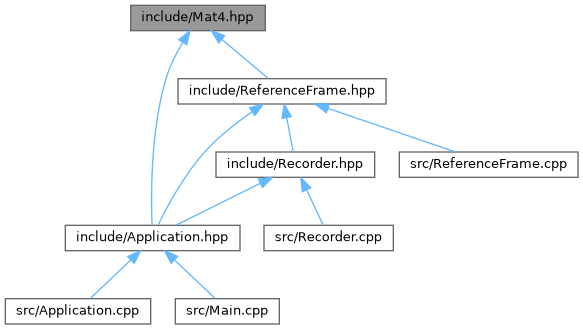 include/Mat4.hpp
include/ReferenceFrame.hpp
include/Recorder.hpp
src/ReferenceFrame.cpp
include/Application.hpp
src/Recorder.cpp
src/Application.cpp
src/Main.cpp